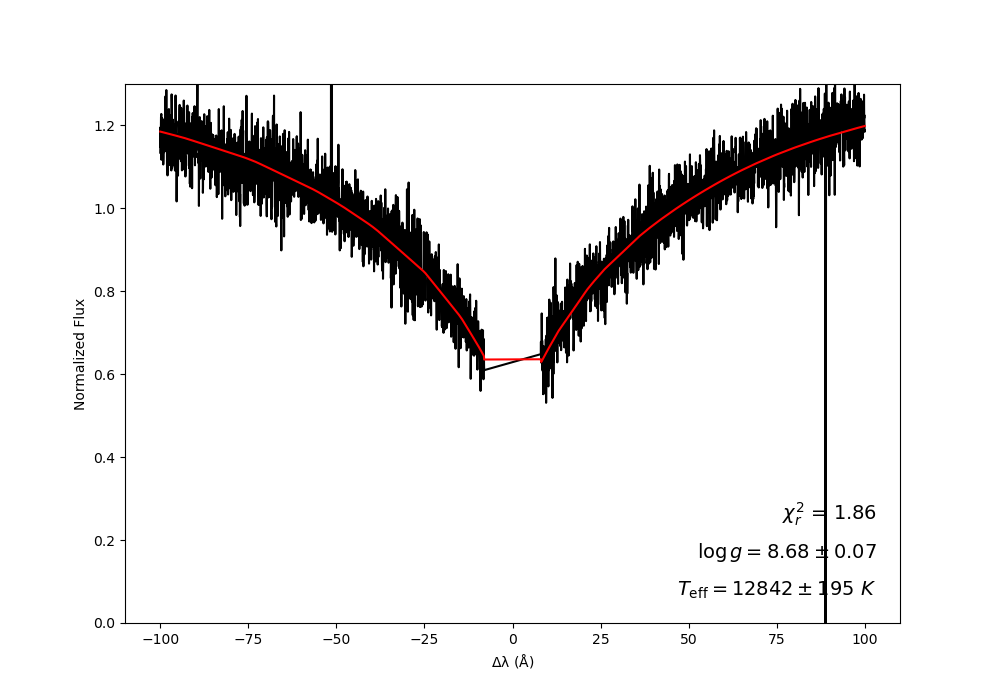 1.2
1.0
0.8
0.6
0.4
0.2
0.0
Normalized Flux
χ²ᵣ = 1.86
log g = 8.68 ± 0.07
T_eff = 12842 ± 195 K
−100 −75 −50 −25 0 25 50 75 100
Δλ (Å)